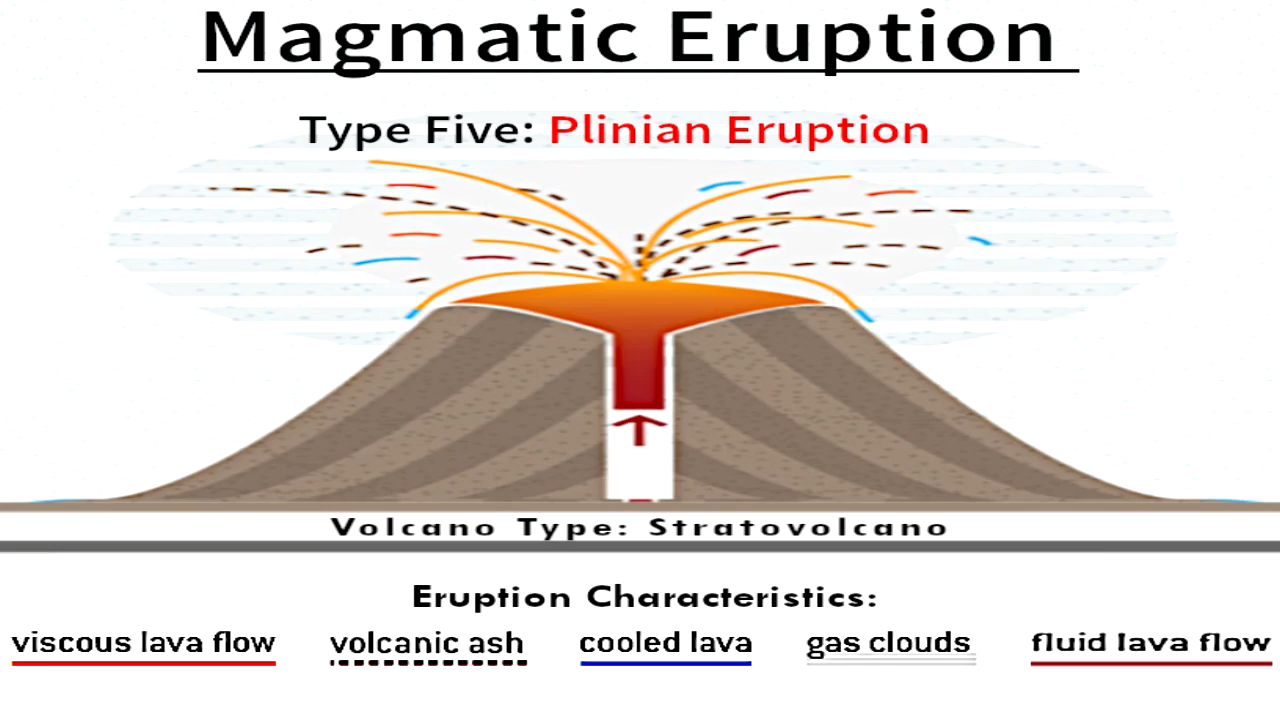 Magmatic Eruption
Type Five: Plinian Eruption
Volcano Type: Stratovolcano
Eruption Characteristics:
viscous lava flow volcanic ash cooled lava gas clouds fluid lava flow